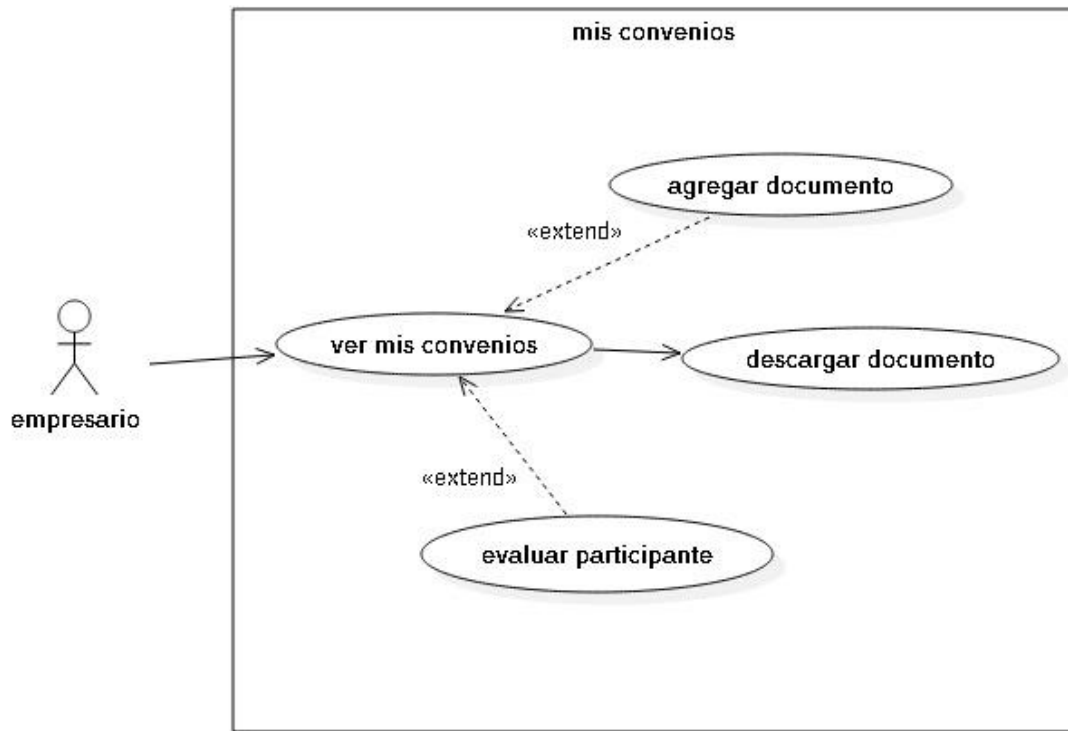 mis convenios
agregar documento
«extend»
ver mis convenios
descargar documento
empresario
«extend»
evaluar participante